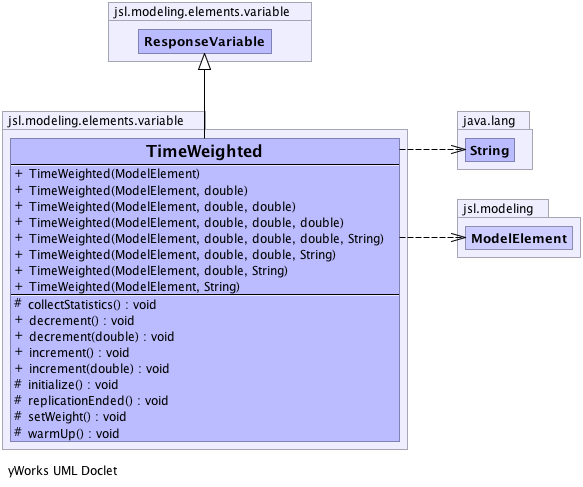 jsl.modeling.elements.variable
ResponseVariable
jsl.modeling.elements.variable
TimeWeighted
+ TimeWeighted(ModelElement)
+ TimeWeighted(ModelElement, double)
+ TimeWeighted(ModelElement, double, double)
+ TimeWeighted(ModelElement, double, double, double)
+ TimeWeighted(ModelElement, double, double, double, String)
+ TimeWeighted(ModelElement, double, double, String)
+ TimeWeighted(ModelElement, double, String)
+ TimeWeighted(ModelElement, String)
# collectStatistics() : void
+ decrement() : void
+ decrement(double) : void
+ increment() : void
+ increment(double) : void
# initialize() : void
# replicationEnded() : void
# setWeight() : void
# warmUp() : void
java.lang
String
jsl.modeling
ModelElement
yWorks UML Doclet